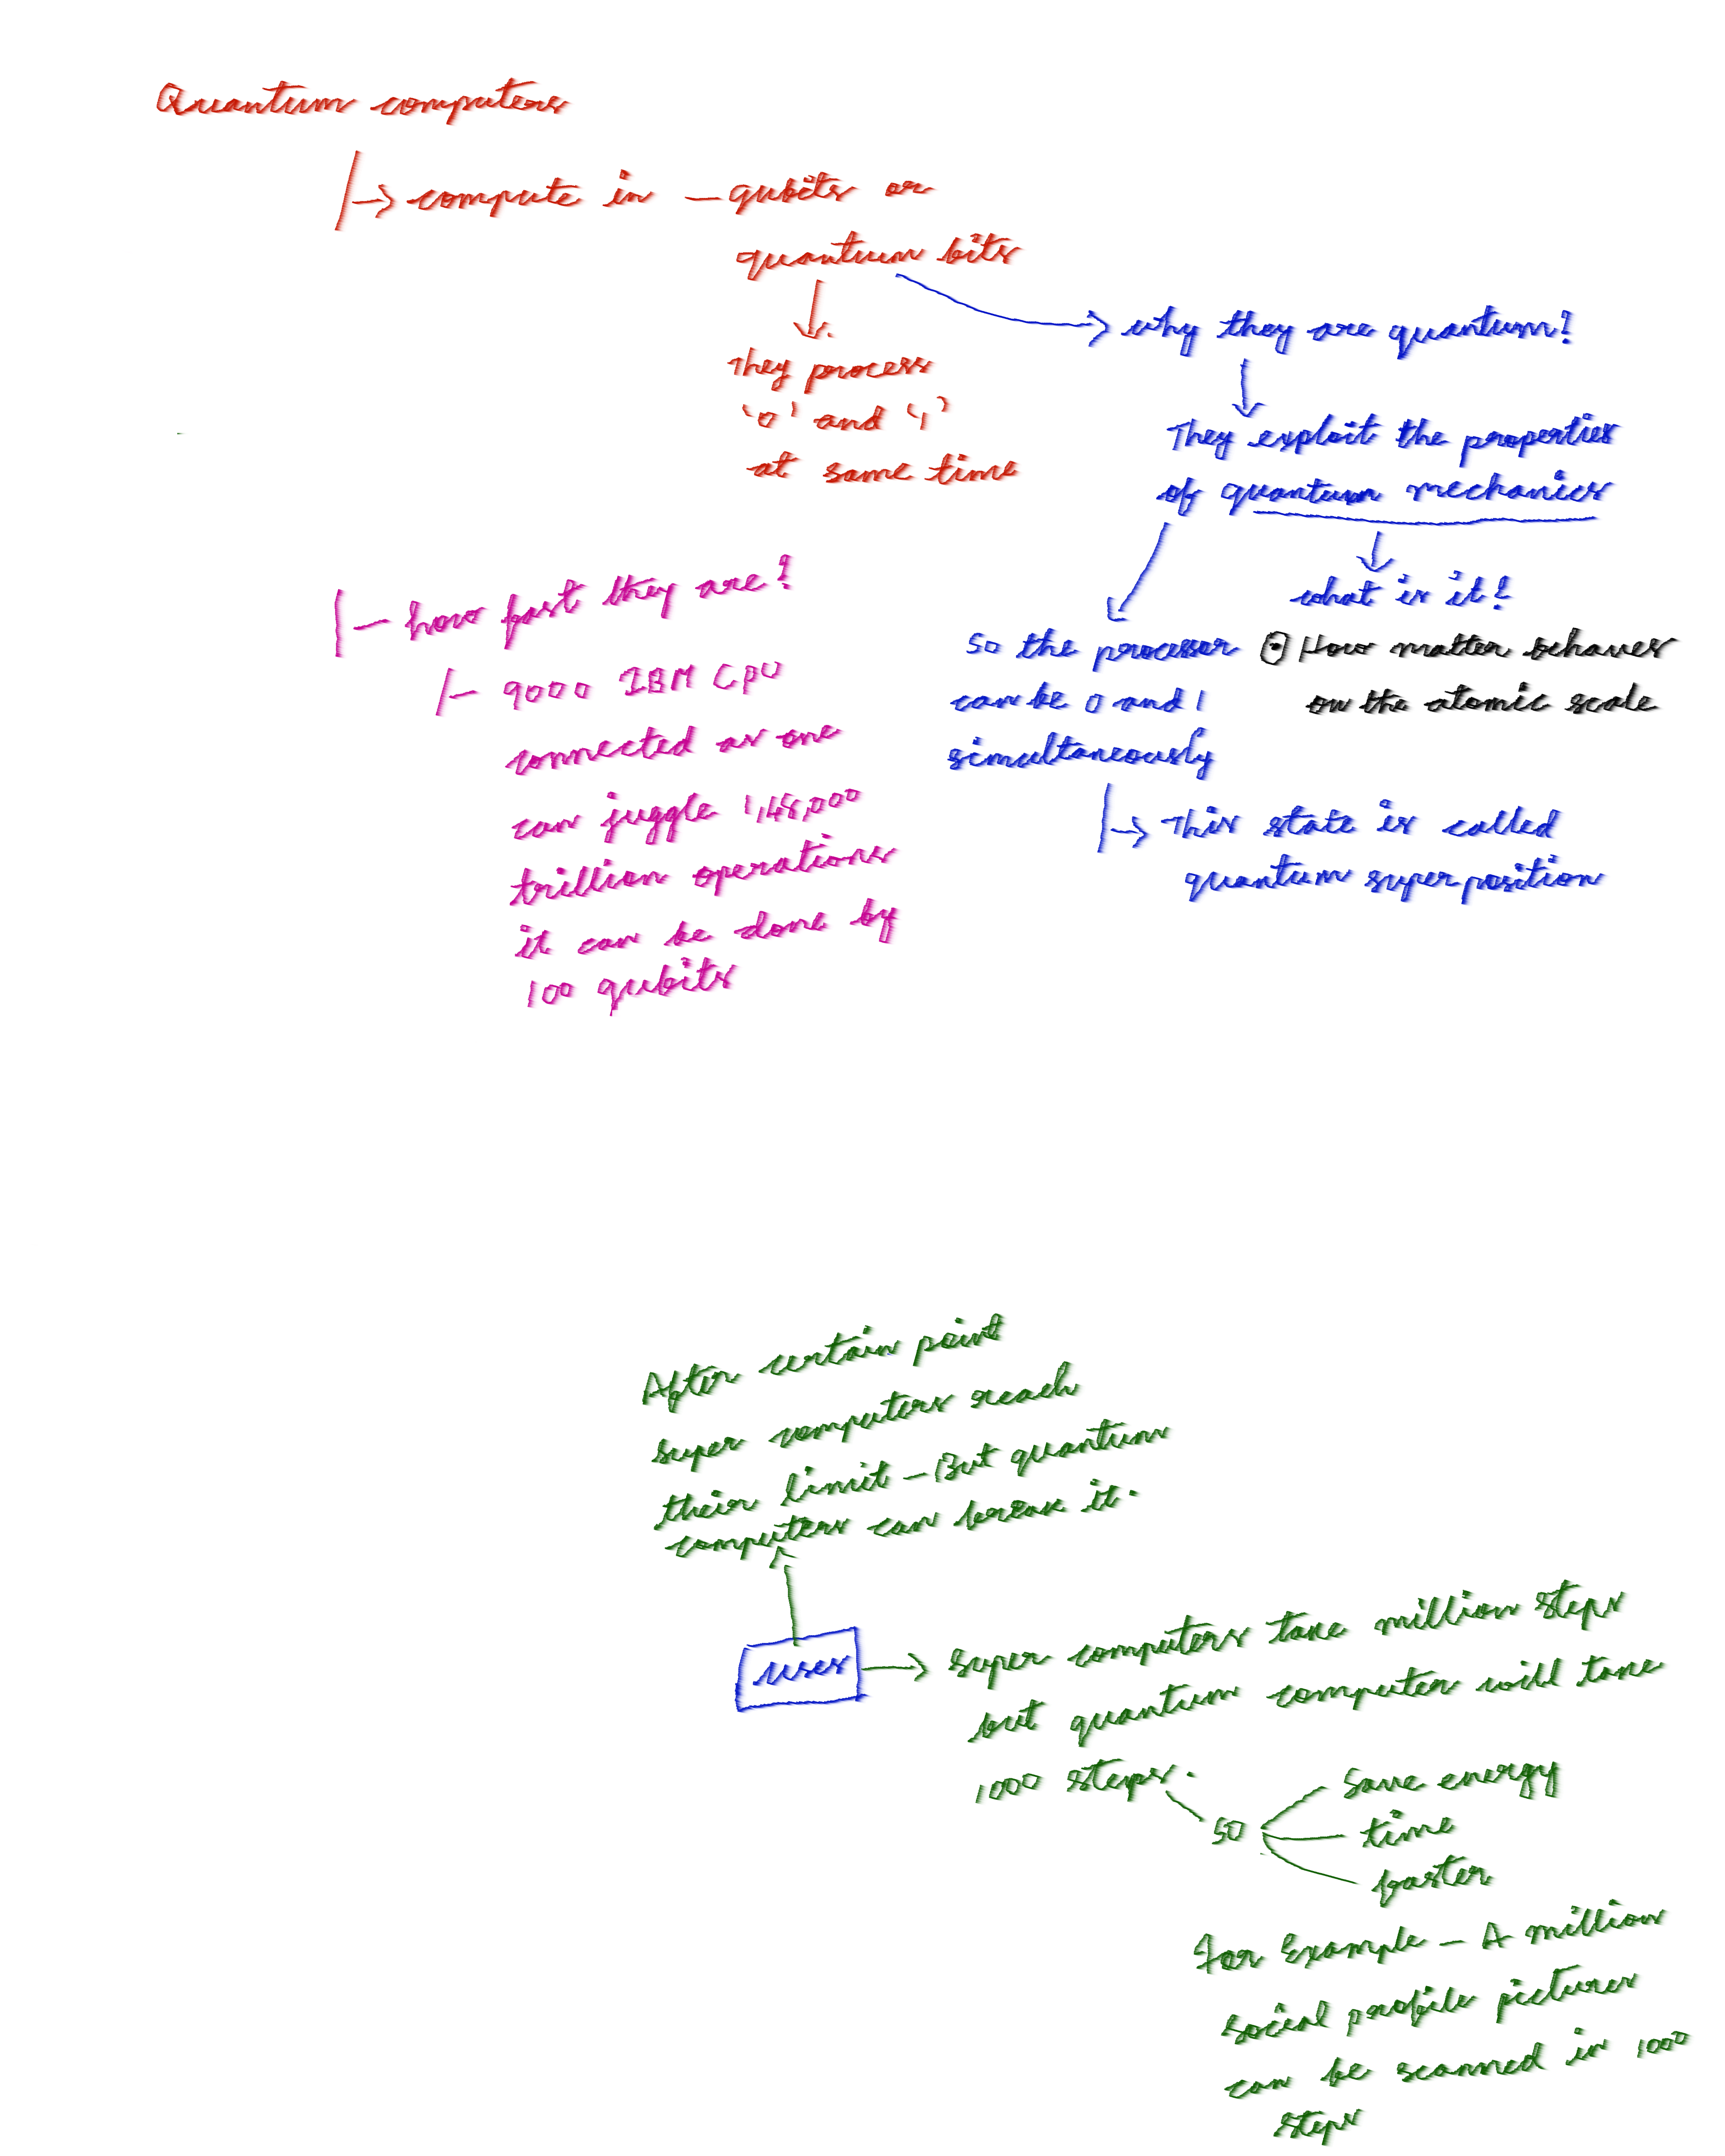 Quantum computers
compute in – qubits or
quantum bits
They process
'0' and '1'
at same time
why they are quantum?
They exploit the properties
of quantum mechanics
what is it?
How matter behaves
on the atomic scale
so the processor
can be 0 and 1
simultaneously
This state is called
quantum super position
– how fast they are?
– 9000 IBM CPU
connected as one
can juggle 1,48,000
trillion operations
it can be done by
100 qubits
After certain point
super computers reach
their limit – But quantum
computers can break it.
uses
super computers take million steps
but quantum computer will take
1000 steps.
so
save energy
time
faster
For Example – A million
social profile pictures
can be scanned in 1000
steps